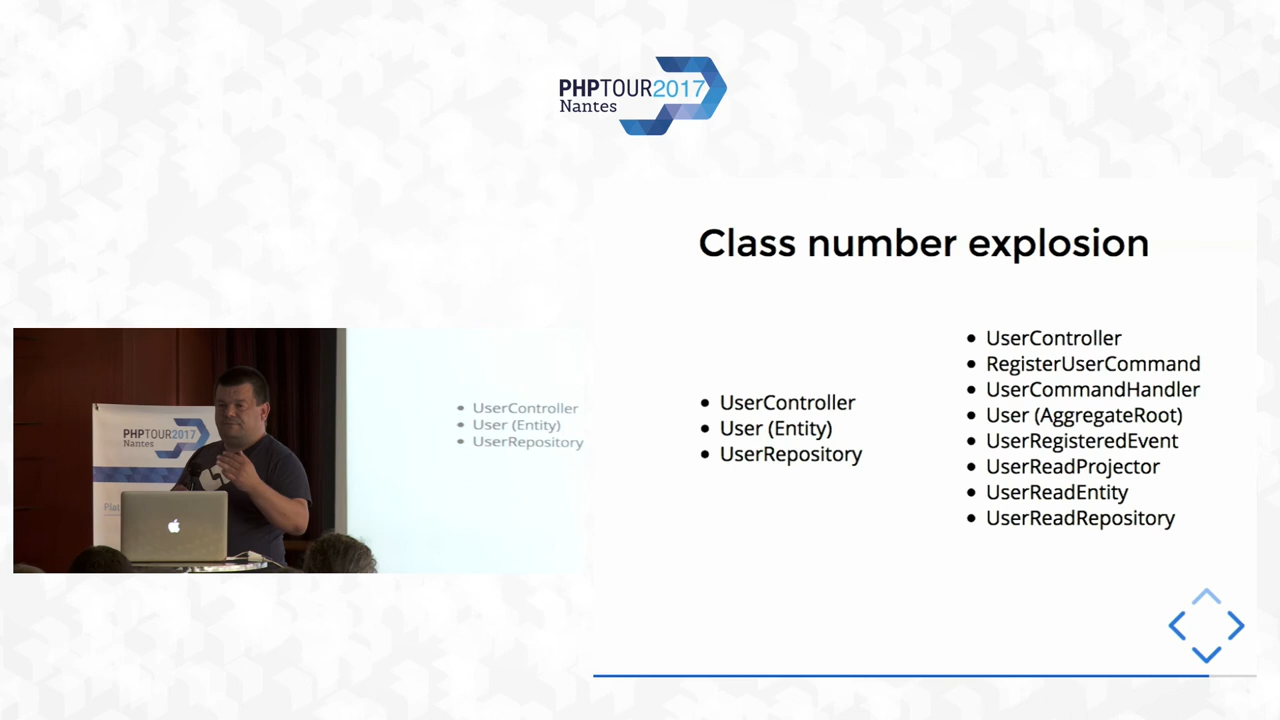 PHPTOUR2017
Nantes
Class number explosion
• UserController
• User (Entity)
• UserRepository
• UserController
• RegisterUserCommand
• UserCommandHandler
• User (AggregateRoot)
• UserRegisteredEvent
• UserReadProjector
• UserReadEntity
• UserReadRepository
PHPTOUR2017
Nantes
• UserController
• User (Entity)
• UserRepository